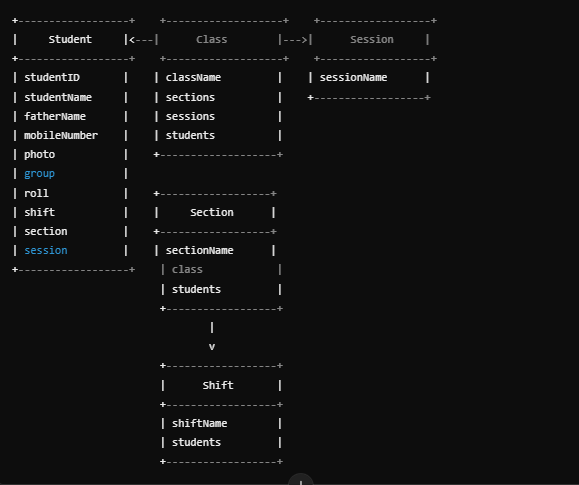 +------------------+    +-------------------+    +------------------+
|     Student     |<---|      Class        |--->|      Session     |
+------------------+    +-------------------+    +------------------+
| studentID       |    | className         |    | sessionName      |
| studentName     |    | sections          |    +------------------+
| fatherName      |    | sessions          |
| mobileNumber    |    | students          |
| photo           |    +-------------------+
| group           |
| roll            |    +------------------+
| shift           |    |     Section      |
| section         |    +------------------+
| session         |    | sectionName      |
+------------------+     | class            |
                        | students         |
                        +------------------+
                                |
                                v
                        +------------------+
                        |      Shift       |
                        +------------------+
                        | shiftName        |
                        | students         |
                        +------------------+